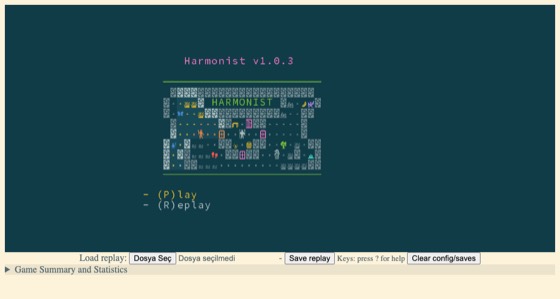 Harmonist v1.0.3
HARMONIST
- (P)lay
- (R)eplay
Load replay: Dosya Seç Dosya seçilmedi - Save replay Keys: press ? for help Clear config/saves
▶ Game Summary and Statistics